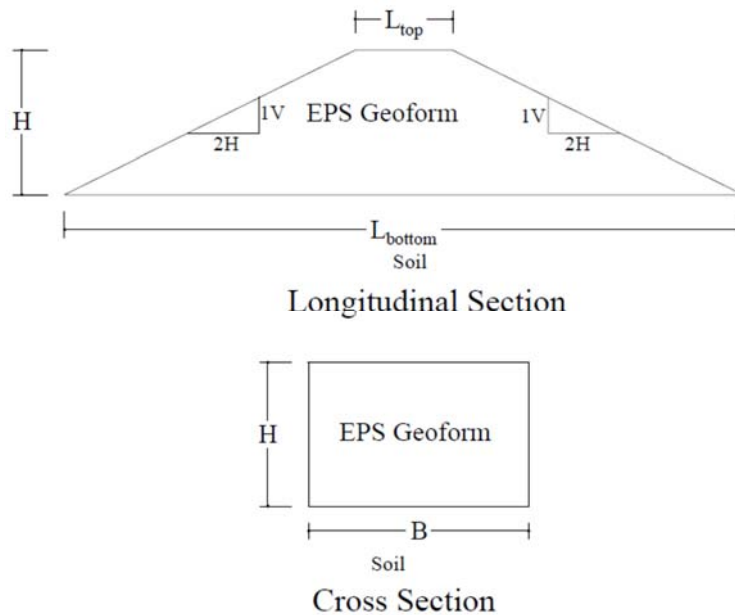 L_top
H
EPS Geoform
1V
2H
1V
2H
L_bottom
Soil
Longitudinal Section
H
EPS Geoform
B
Soil
Cross Section